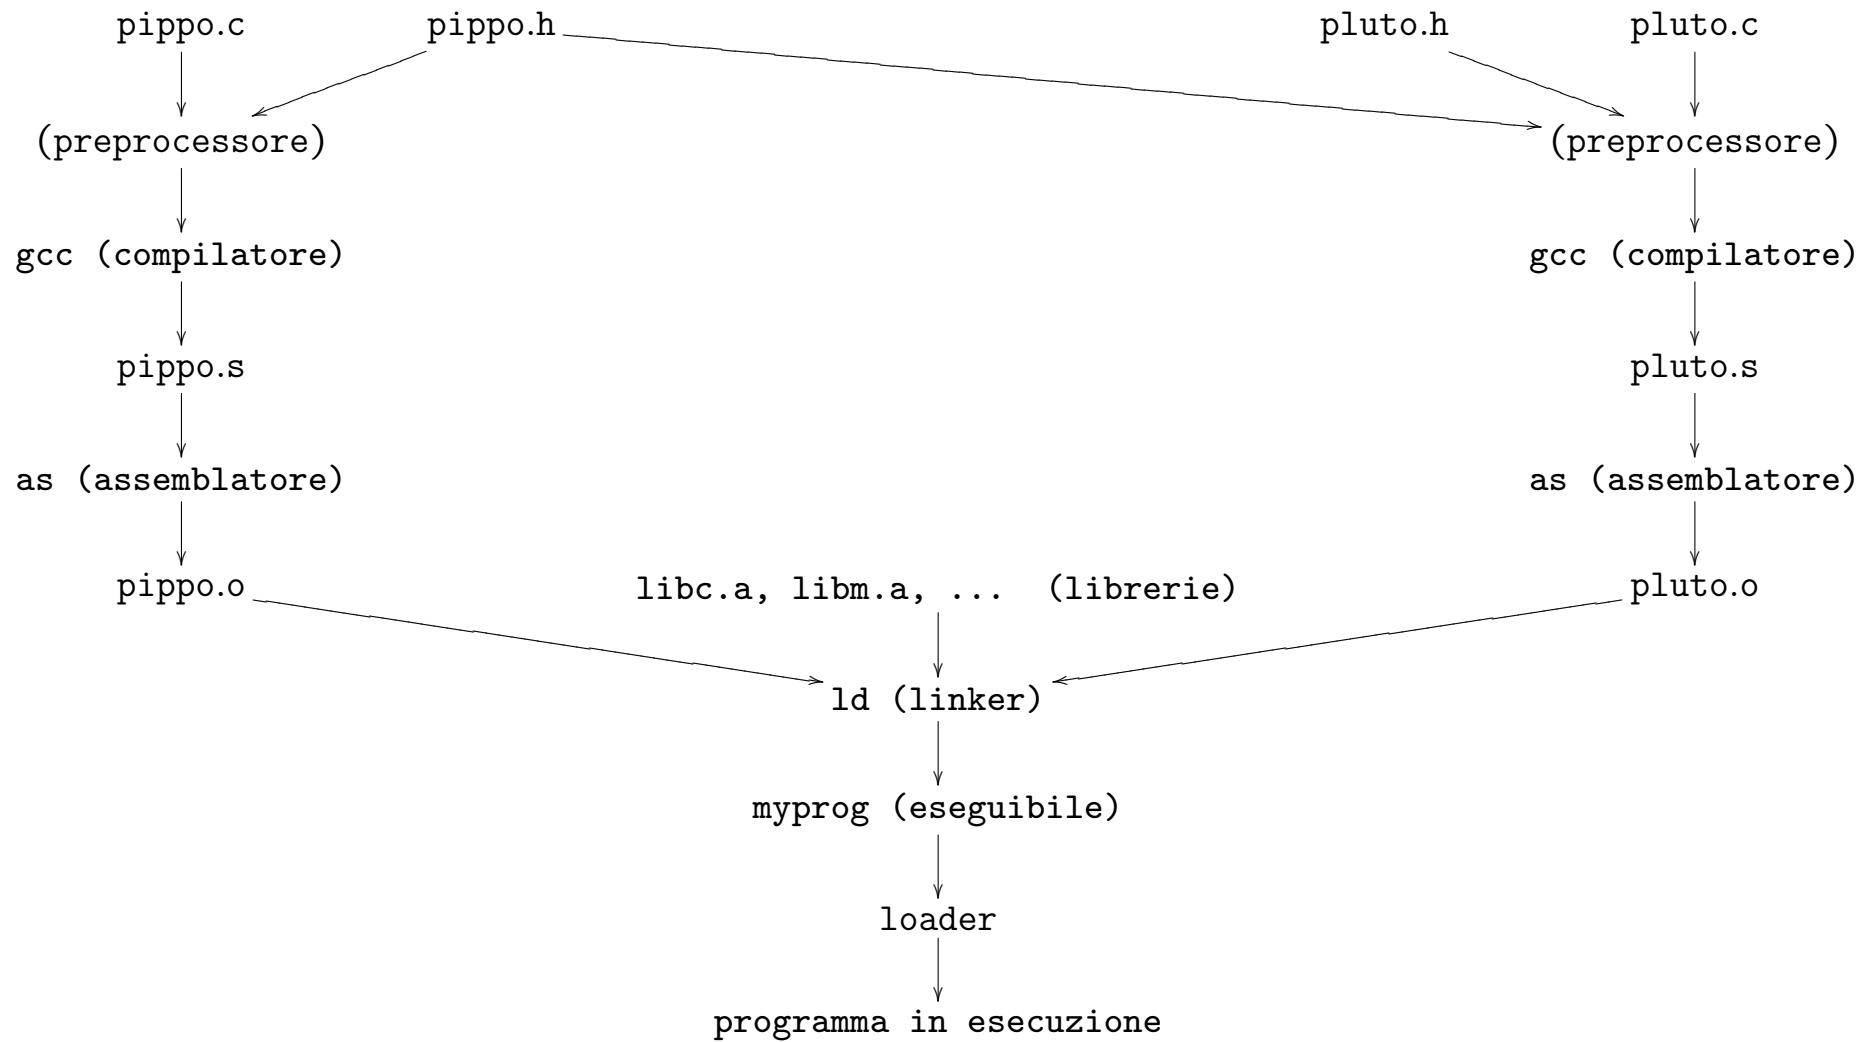 pippo.c pippo.h pluto.h pluto.c
(preprocessore) (preprocessore)
gcc (compilatore) gcc (compilatore)
pippo.s pluto.s
as (assemblatore) as (assemblatore)
pippo.o libc.a, libm.a, ... (librerie) pluto.o
ld (linker)
myprog (eseguibile)
loader
programma in esecuzione